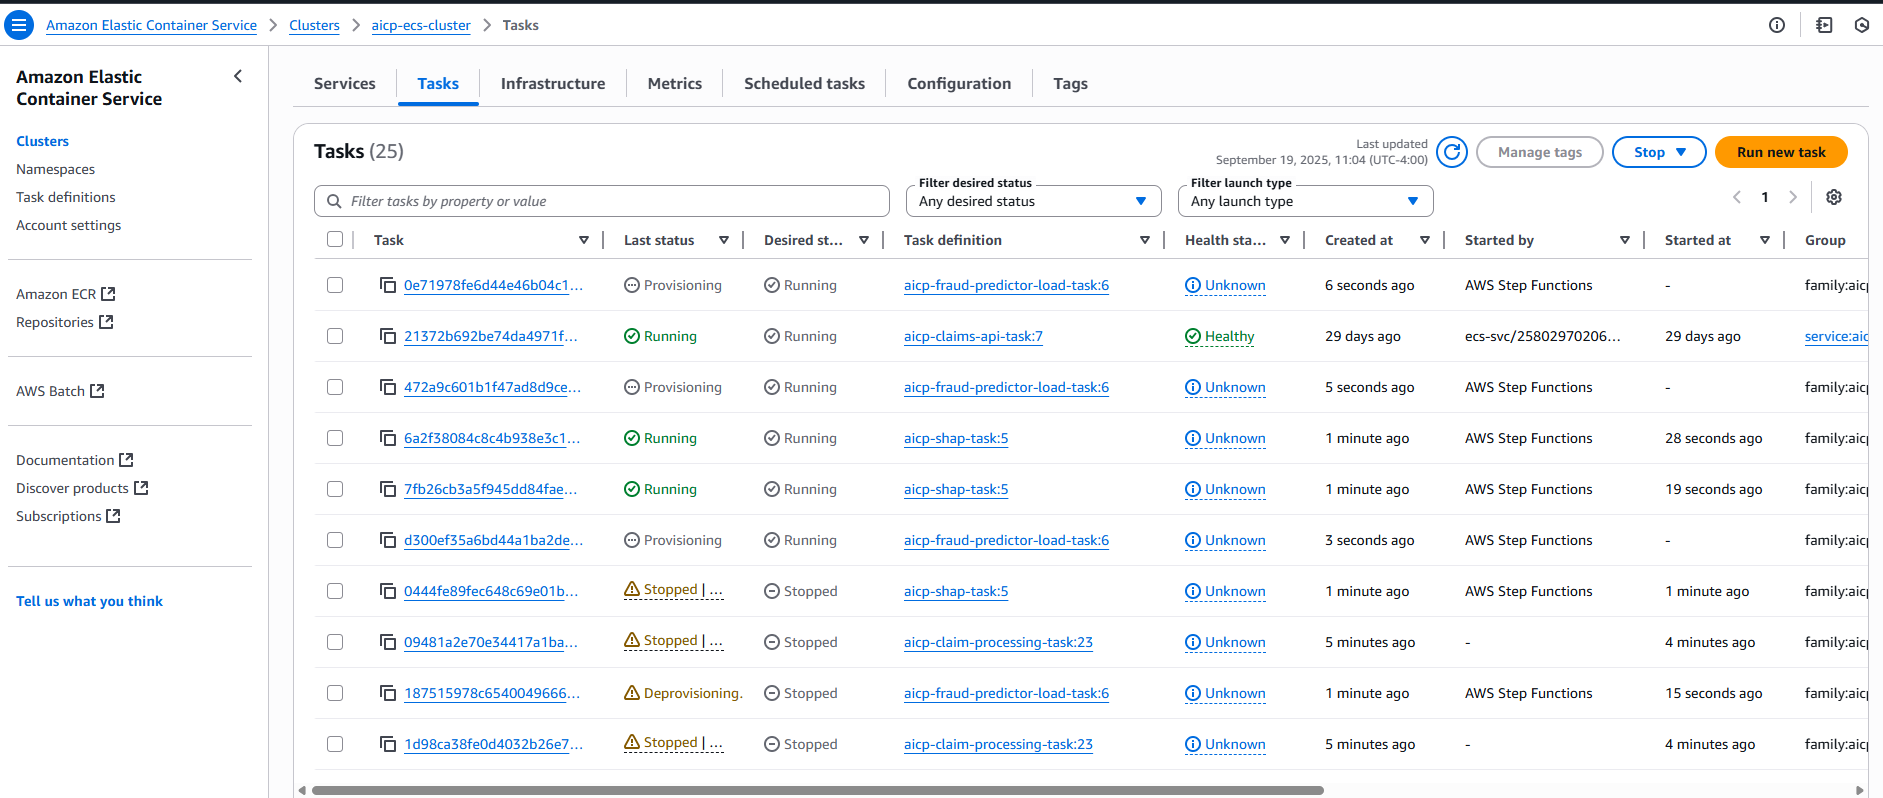 Amazon Elastic Container Service > Clusters > aicp-ecs-cluster > Tasks
Amazon Elastic
Container Service
Clusters
Namespaces
Task definitions
Account settings
Amazon ECR
Repositories
AWS Batch
Documentation
Discover products
Subscriptions
Tell us what you think
Services Tasks Infrastructure Metrics Scheduled tasks Configuration Tags
Tasks (25)
Last updated
September 19, 2025, 11:04 (UTC-4:00)
Manage tags
Stop
Run new task
Filter tasks by property or value
Filter desired status
Any desired status
Filter launch type
Any launch type
1
Task Last status Desired st... Task definition Health sta... Created at Started by Started at Group
0e71978fe6d44e46b04c1... Provisioning Running aicp-fraud-predictor-load-task:6 Unknown 6 seconds ago AWS Step Functions - family:aicp
21372b692be74da4971f... Running Running aicp-claims-api-task:7 Healthy 29 days ago ecs-svc/25802970206... 29 days ago service:aic
472a9c601b1f47ad8d9ce... Provisioning Running aicp-fraud-predictor-load-task:6 Unknown 5 seconds ago AWS Step Functions - family:aicp
6a2f38084c8c4b938e3c1... Running Running aicp-shap-task:5 Unknown 1 minute ago AWS Step Functions 28 seconds ago family:aicp
7fb26cb3a5f945dd84fae... Running Running aicp-shap-task:5 Unknown 1 minute ago AWS Step Functions 19 seconds ago family:aicp
d300ef35a6bd44a1ba2de... Provisioning Running aicp-fraud-predictor-load-task:6 Unknown 3 seconds ago AWS Step Functions - family:aicp
0444fe89fec648c69e01b... Stopped | ... Stopped aicp-shap-task:5 Unknown 1 minute ago AWS Step Functions 1 minute ago family:aicp
09481a2e70e34417a1ba... Stopped | ... Stopped aicp-claim-processing-task:23 Unknown 5 minutes ago - 4 minutes ago family:aicp
187515978c6540049666... Deprovisioning. Stopped aicp-fraud-predictor-load-task:6 Unknown 1 minute ago AWS Step Functions 15 seconds ago family:aicp
1d98ca38fe0d4032b26e7... Stopped | ... Stopped aicp-claim-processing-task:23 Unknown 5 minutes ago - 4 minutes ago family:aicp